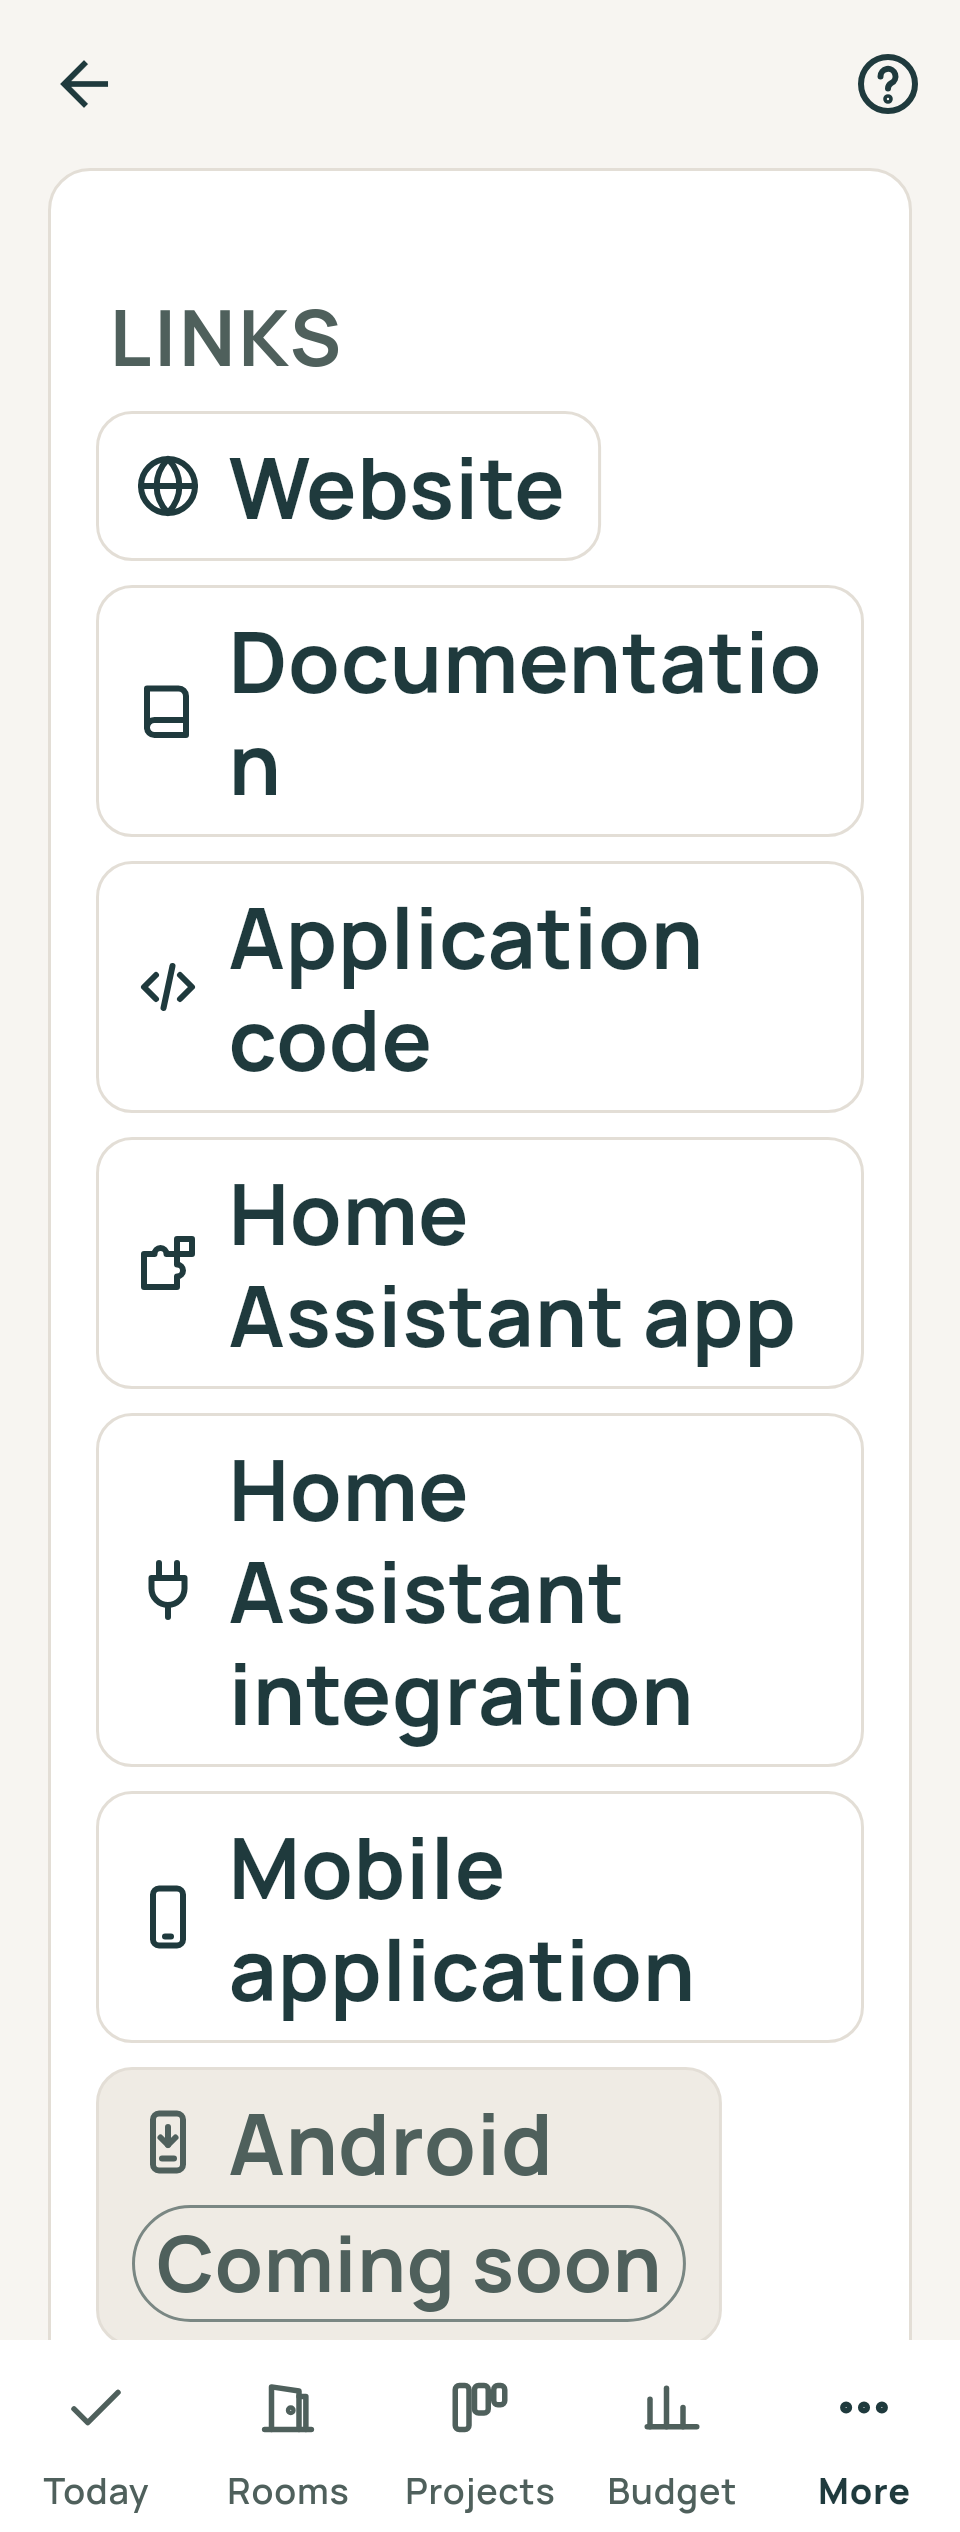 LINKS
Website
Documentatio
n
Application
code
Home
Assistant app
Home
Assistant
integration
Mobile
application
Android
Coming soon
Today
Rooms
Projects
Budget
More